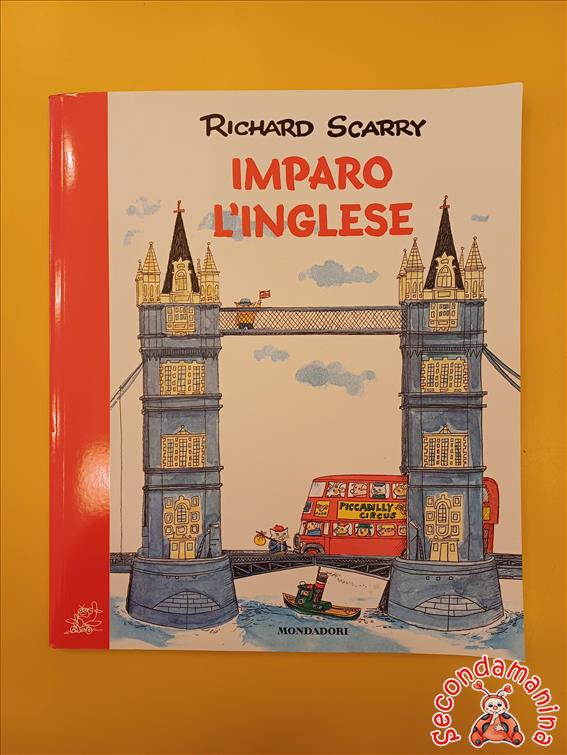 RICHARD SCARRY
IMPARO
L'INGLESE
PICCADILLY
CIRCUS
MONDADORI
Secondamanina